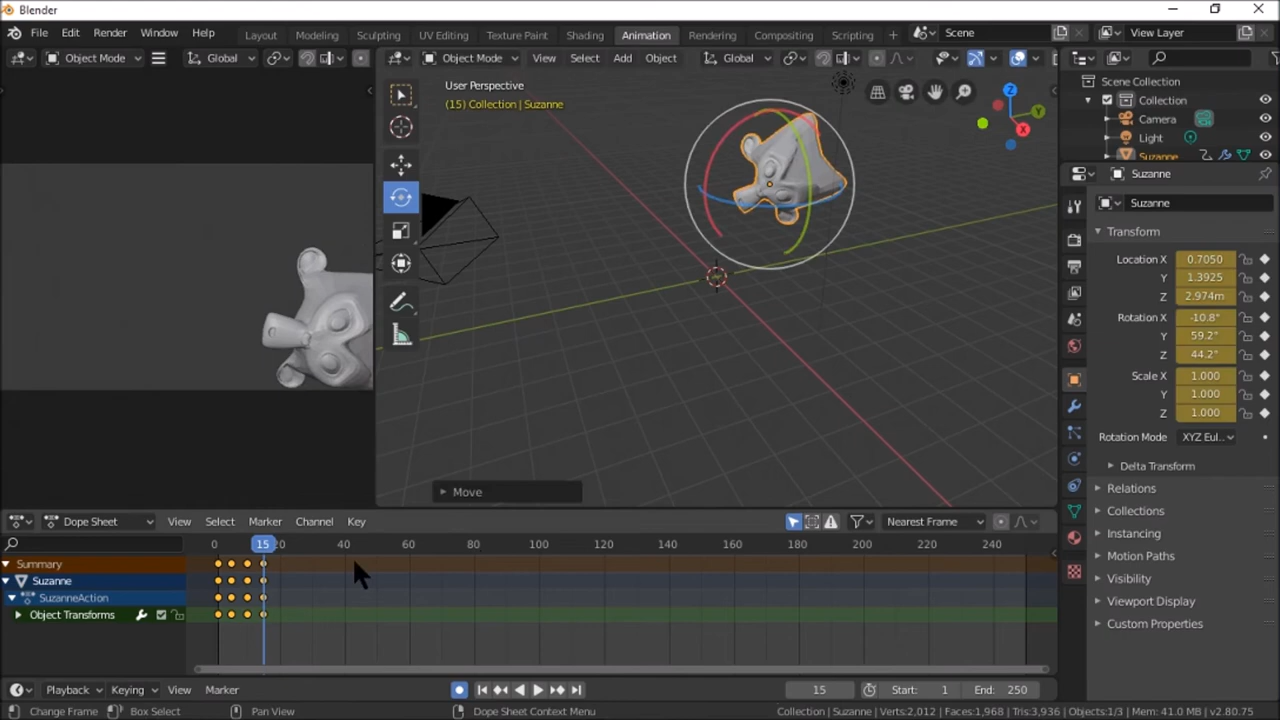 Blender
File Edit Render Window Help Layout Modeling Sculpting UV Editing Texture Paint Shading Animation Rendering Compositing Scripting + Scene View Layer
Object Mode Global Object Mode View Select Add Object Global
User Perspective
(15) Collection | Suzanne
Z
Y
X
Scene Collection
Collection
Camera
Light
Suzanne
Suzanne
Suzanne
Transform
Location X 0.7050
Y 1.3925
Z 2.974m
Rotation X -10.8°
Y 59.2°
Z 44.2°
Scale X 1.000
Y 1.000
Z 1.000
Rotation Mode XYZ Eul..
Delta Transform
Relations
Collections
Instancing
Motion Paths
Visibility
Viewport Display
Custom Properties
Move
Dope Sheet View Select Marker Channel Key Nearest Frame
0 15 20 40 60 80 100 120 140 160 180 200 220 240
Summary
Suzanne
SuzanneAction
Object Transforms
Playback Keying View Marker 15 Start: 1 End: 250
Change Frame Box Select Pan View Dope Sheet Context Menu Collection | Suzanne | Verts:2,012 | Faces:1,968 | Tris:3,936 | Objects:1/3 | Mem: 41.0 MB | v2.80.75